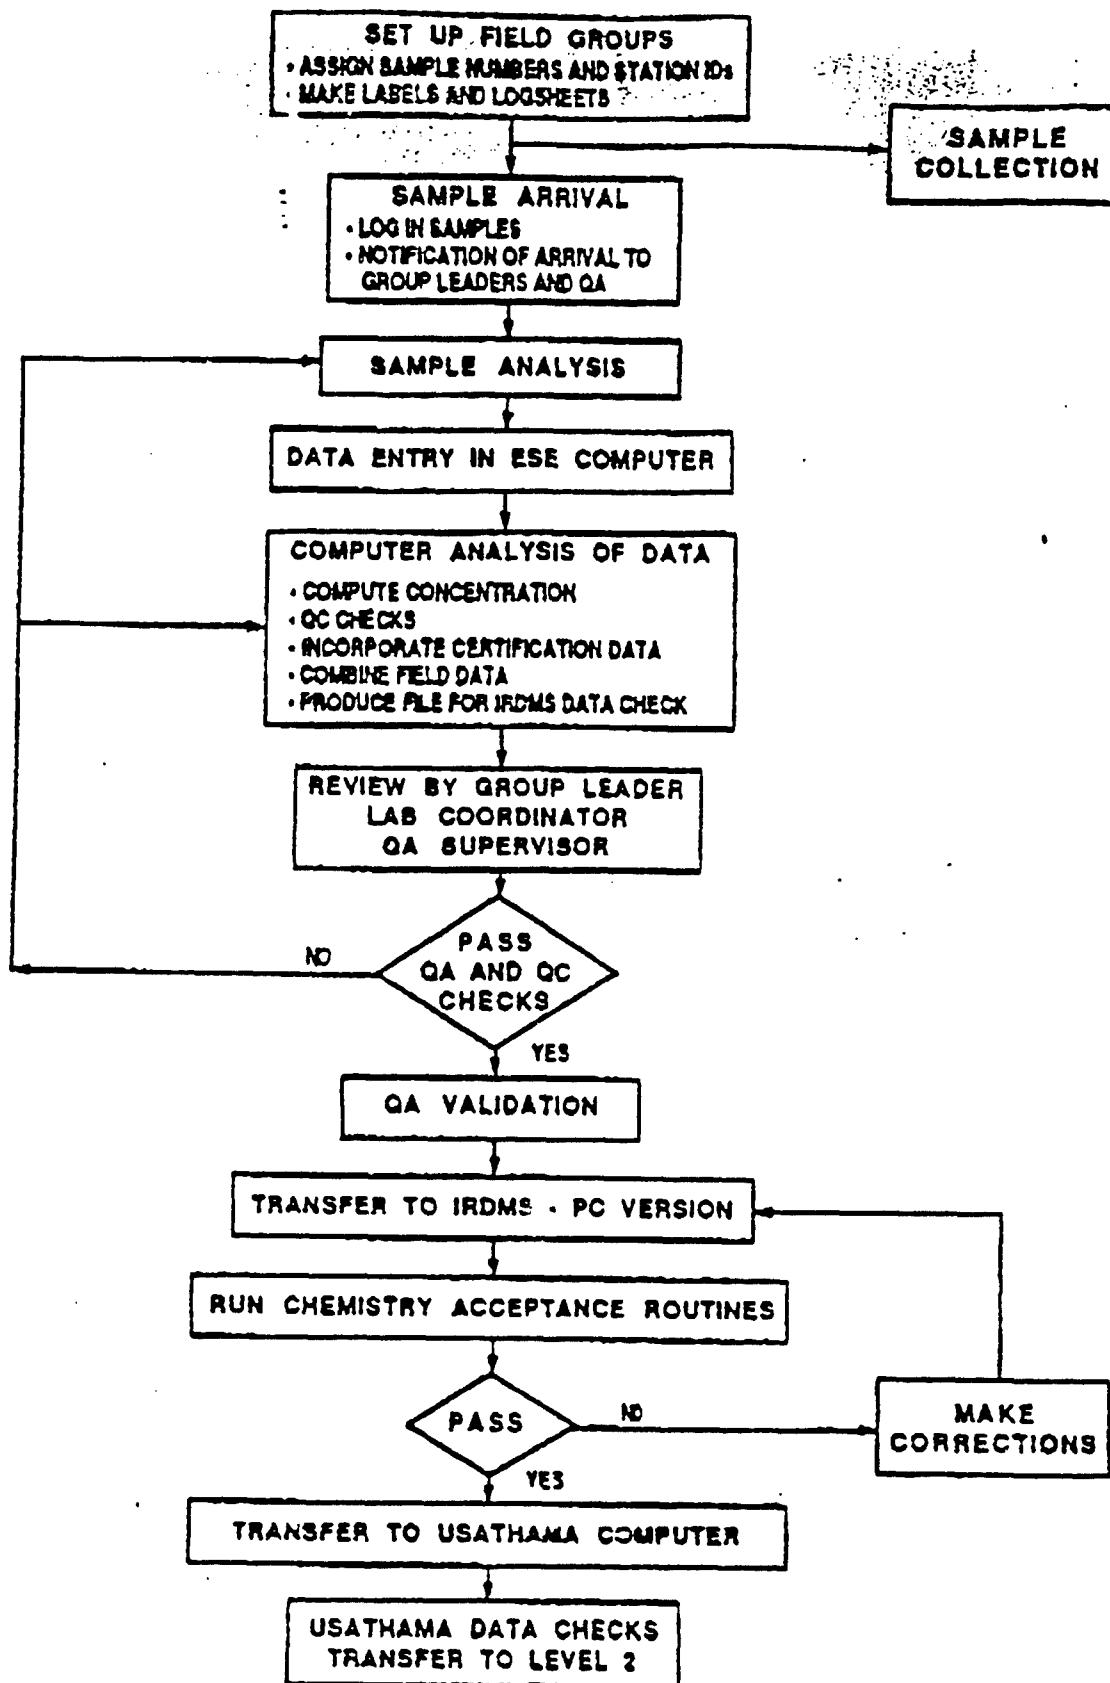 SET UP FIELD GROUPS
• ASSIGN SAMPLE NUMBERS AND STATION IDs
• MAKE LABELS AND LOGSHEETS
SAMPLE
COLLECTION
SAMPLE ARRIVAL
• LOG IN SAMPLES
• NOTIFICATION OF ARRIVAL TO
GROUP LEADERS AND QA
SAMPLE ANALYSIS
DATA ENTRY IN ESE COMPUTER
COMPUTER ANALYSIS OF DATA
• COMPUTE CONCENTRATION
• QC CHECKS
• INCORPORATE CERTIFICATION DATA
• COMBINE FIELD DATA
• PRODUCE FILE FOR IRDMS DATA CHECK
REVIEW BY GROUP LEADER
LAB COORDINATOR
QA SUPERVISOR
NO
PASS
QA AND QC
CHECKS
YES
QA VALIDATION
TRANSFER TO IRDMS - PC VERSION
RUN CHEMISTRY ACCEPTANCE ROUTINES
PASS
NO
MAKE
CORRECTIONS
YES
TRANSFER TO USATHAMA COMPUTER
USATHAMA DATA CHECKS
TRANSFER TO LEVEL 2